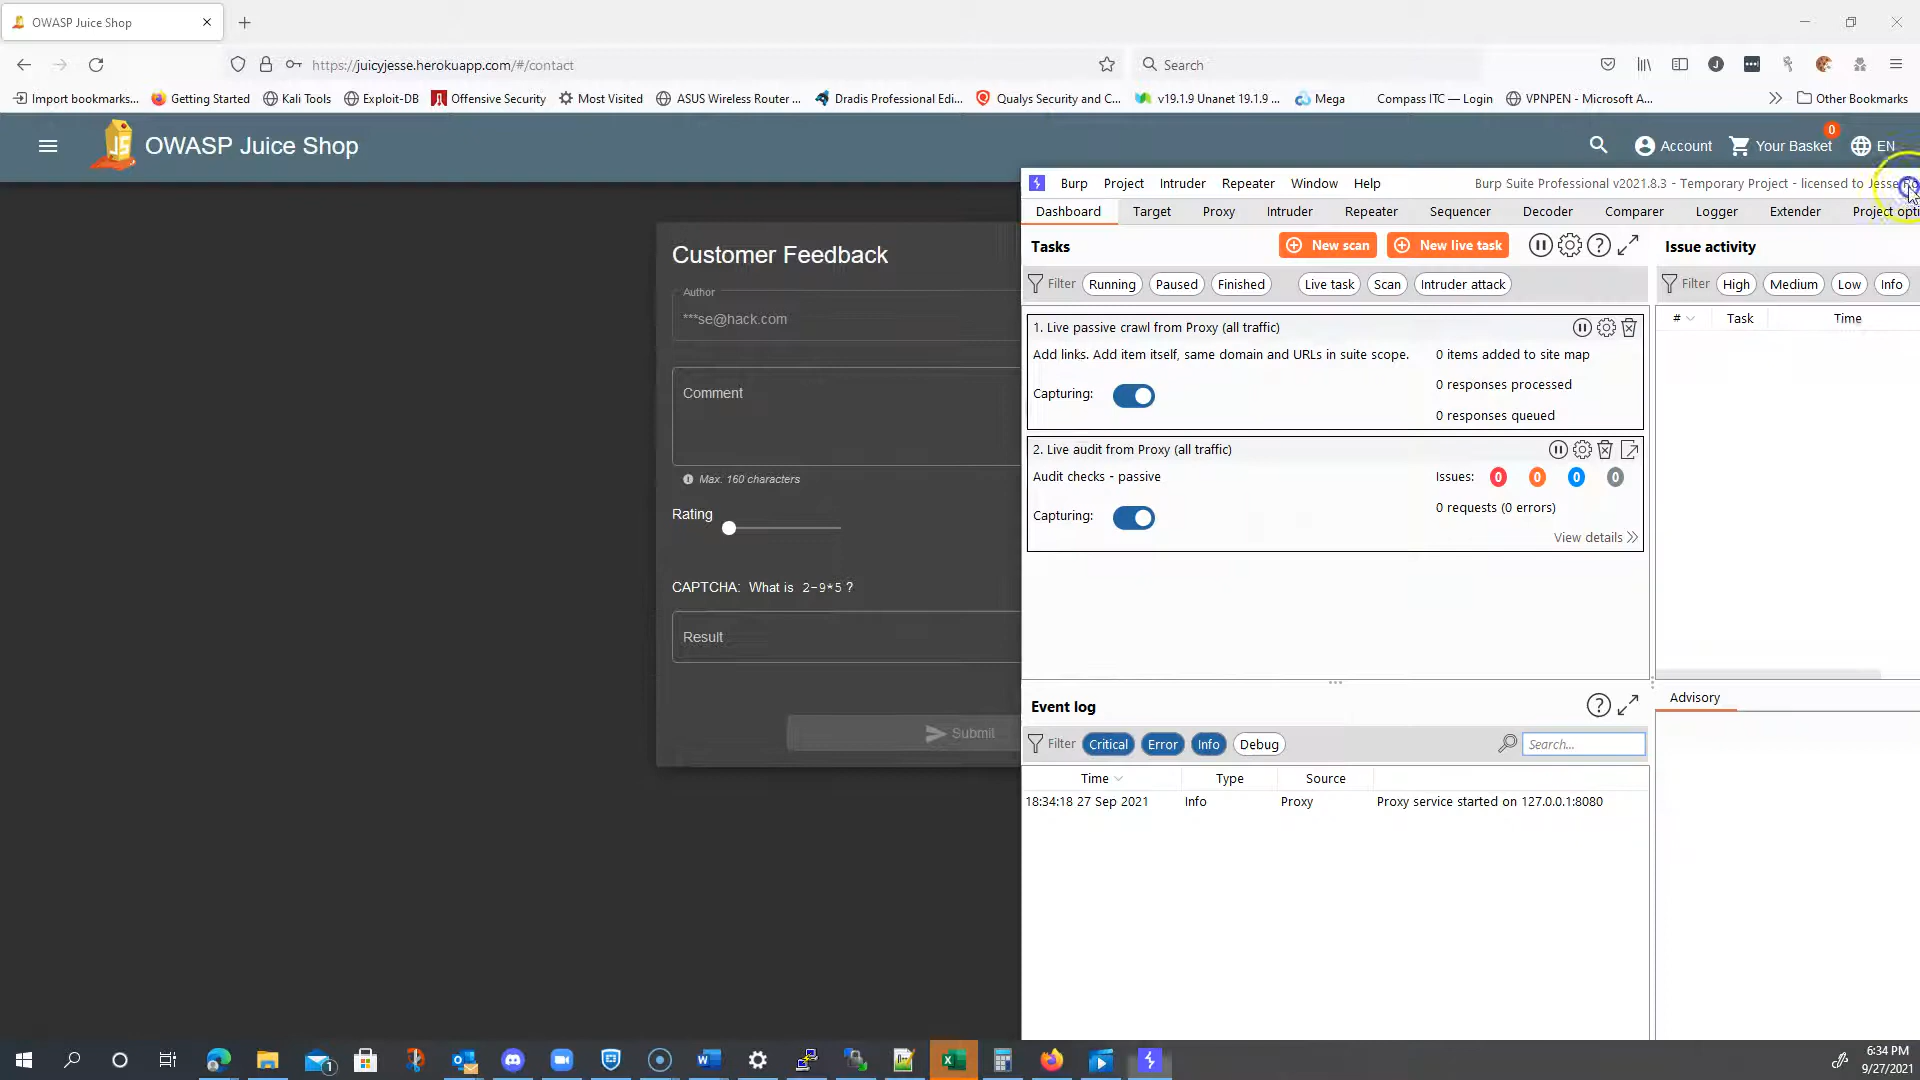 OWASP Juice Shop
https://juicyjesse.herokuapp.com/#/contact
Search
Import bookmarks... Getting Started Kali Tools Exploit-DB Offensive Security Most Visited ASUS Wireless Router ... Dradis Professional Edi... Qualys Security and C... v19.1.9 Unanet 19.1.9 ... Mega Compass ITC — Login VPNPEN - Microsoft A... Other Bookmarks
OWASP Juice Shop
Account
Your Basket
0
EN
Customer Feedback
Author
***se@hack.com
Comment
Max. 160 characters
Rating
CAPTCHA: What is 2-9*5 ?
Result
Submit
Burp Project Intruder Repeater Window Help
Burp Suite Professional v2021.8.3 - Temporary Project - licensed to Jesse
Dashboard Target Proxy Intruder Repeater Sequencer Decoder Comparer Logger Extender Project opti
Tasks
New scan
New live task
Filter Running Paused Finished Live task Scan Intruder attack
1. Live passive crawl from Proxy (all traffic)
Add links. Add item itself, same domain and URLs in suite scope.
0 items added to site map
0 responses processed
0 responses queued
Capturing:
2. Live audit from Proxy (all traffic)
Audit checks - passive
Issues: 0 0 0 0
0 requests (0 errors)
Capturing:
View details
Issue activity
Filter High Medium Low Info
# Task Time
Event log
Filter Critical Error Info Debug
Search...
Time Type Source
18:34:18 27 Sep 2021 Info Proxy Proxy service started on 127.0.0.1:8080
Advisory
6:34 PM
9/27/2021